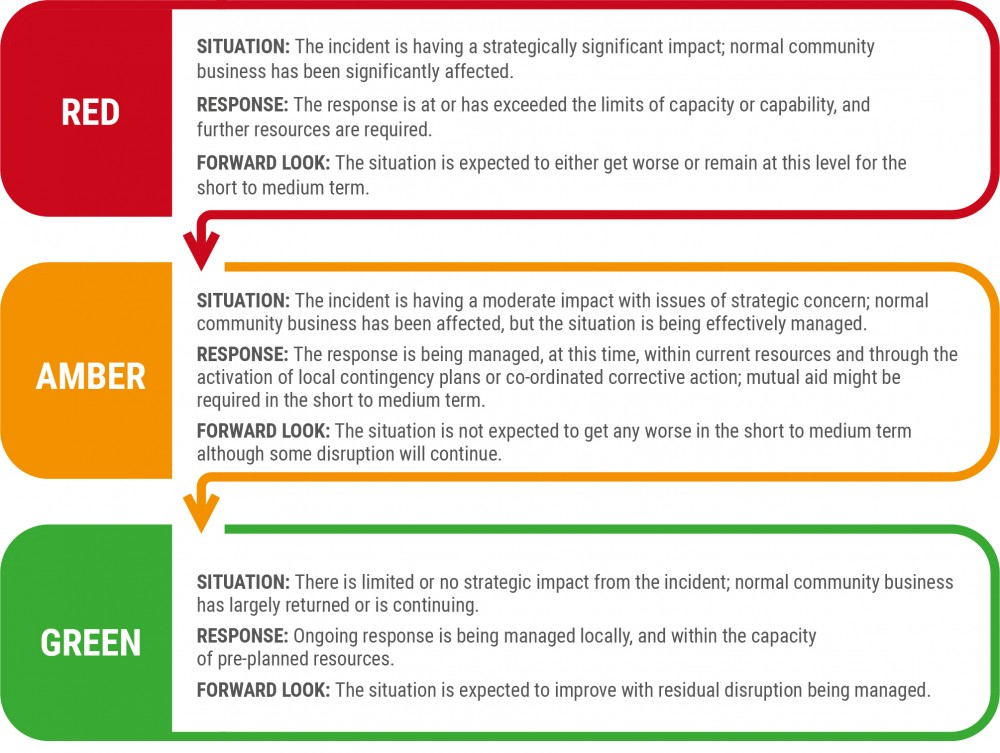 RED
SITUATION: The incident is having a strategically significant impact; normal community
business has been significantly affected.
RESPONSE: The response is at or has exceeded the limits of capacity or capability, and
further resources are required.
FORWARD LOOK: The situation is expected to either get worse or remain at this level for the
short to medium term.
AMBER
SITUATION: The incident is having a moderate impact with issues of strategic concern; normal
community business has been affected, but the situation is being effectively managed.
RESPONSE: The response is being managed, at this time, within current resources and through the
activation of local contingency plans or co-ordinated corrective action; mutual aid might be
required in the short to medium term.
FORWARD LOOK: The situation is not expected to get any worse in the short to medium term
although some disruption will continue.
GREEN
SITUATION: There is limited or no strategic impact from the incident; normal community business
has largely returned or is continuing.
RESPONSE: Ongoing response is being managed locally, and within the capacity
of pre-planned resources.
FORWARD LOOK: The situation is expected to improve with residual disruption being managed.